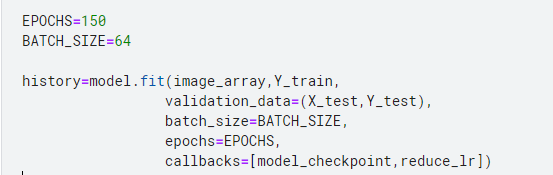 EPOCHS=150
BATCH_SIZE=64
history=model.fit(image_array,Y_train,
validation_data=(X_test,Y_test),
batch_size=BATCH_SIZE,
epochs=EPOCHS,
callbacks=[model_checkpoint,reduce_lr])